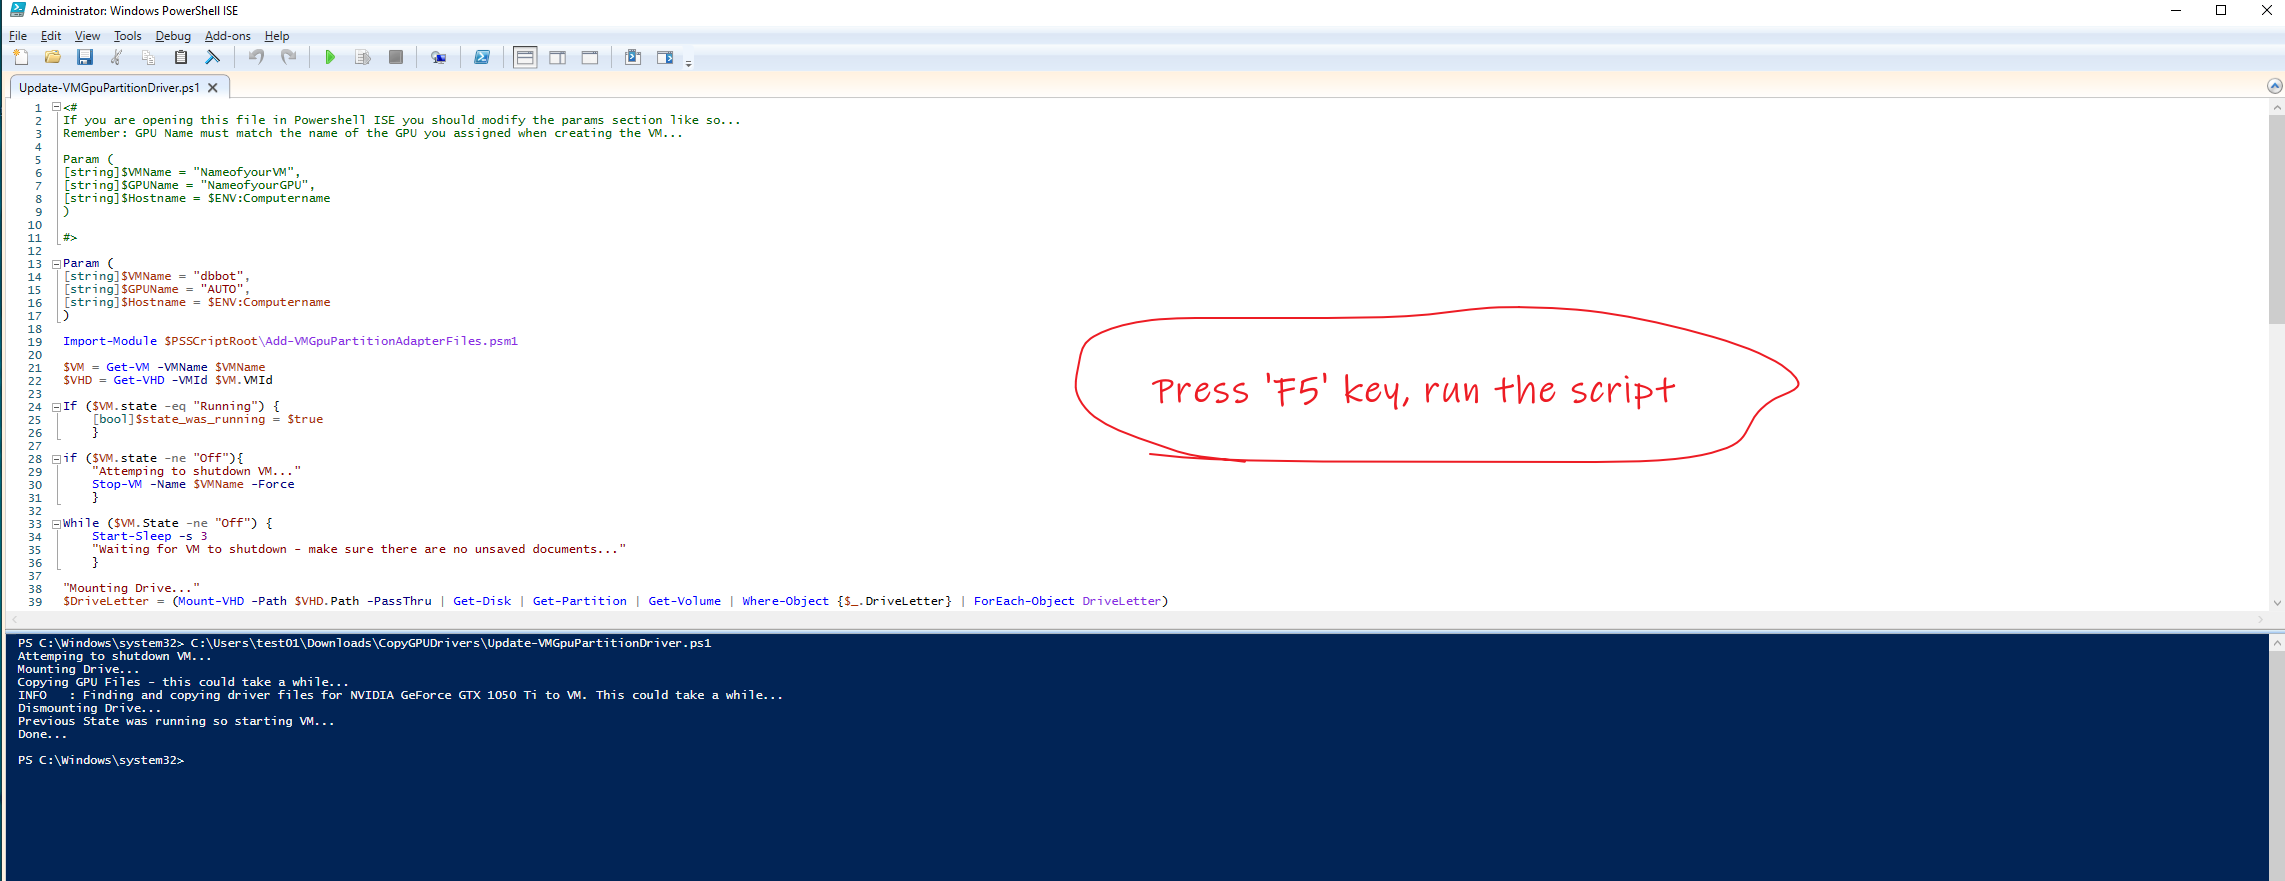 Administrator: Windows PowerShell ISE
File Edit View Tools Debug Add-ons Help
Update-VMGpuPartitionDriver.ps1
1 <#
2 If you are opening this file in Powershell ISE you should modify the params section like so...
3 Remember: GPU Name must match the name of the GPU you assigned when creating the VM...
4
5 Param (
6 [string]$VMName = "NameofyourVM",
7 [string]$GPUName = "NameofyourGPU",
8 [string]$Hostname = $ENV:Computername
9 )
10
11 #>
12
13 Param (
14 [string]$VMName = "dbbot",
15 [string]$GPUName = "AUTO",
16 [string]$Hostname = $ENV:Computername
17 )
18
19 Import-Module $PSSCriptRoot\Add-VMGpuPartitionAdapterFiles.psm1
20
21 $VM = Get-VM -VMName $VMName
22 $VHD = Get-VHD -VMId $VM.VMId
23
24 If ($VM.state -eq "Running") {
25 [bool]$state_was_running = $true
26 }
27
28 if ($VM.state -ne "Off"){
29 "Attemping to shutdown VM..."
30 Stop-VM -Name $VMName -Force
31 }
32
33 While ($VM.State -ne "Off") {
34 Start-Sleep -s 3
35 "Waiting for VM to shutdown - make sure there are no unsaved documents..."
36 }
37
38 "Mounting Drive..."
39 $DriveLetter = (Mount-VHD -Path $VHD.Path -PassThru | Get-Disk | Get-Partition | Get-Volume | Where-Object {$_.DriveLetter} | ForEach-Object DriveLetter)
Press 'F5' key, run the script
PS C:\Windows\system32> C:\Users\test01\Downloads\CopyGPUDrivers\Update-VMGpuPartitionDriver.ps1
Attemping to shutdown VM...
Mounting Drive...
Copying GPU Files - this could take a while...
INFO : Finding and copying driver files for NVIDIA GeForce GTX 1050 Ti to VM. This could take a while...
Dismounting Drive...
Previous State was running so starting VM...
Done...
PS C:\Windows\system32>